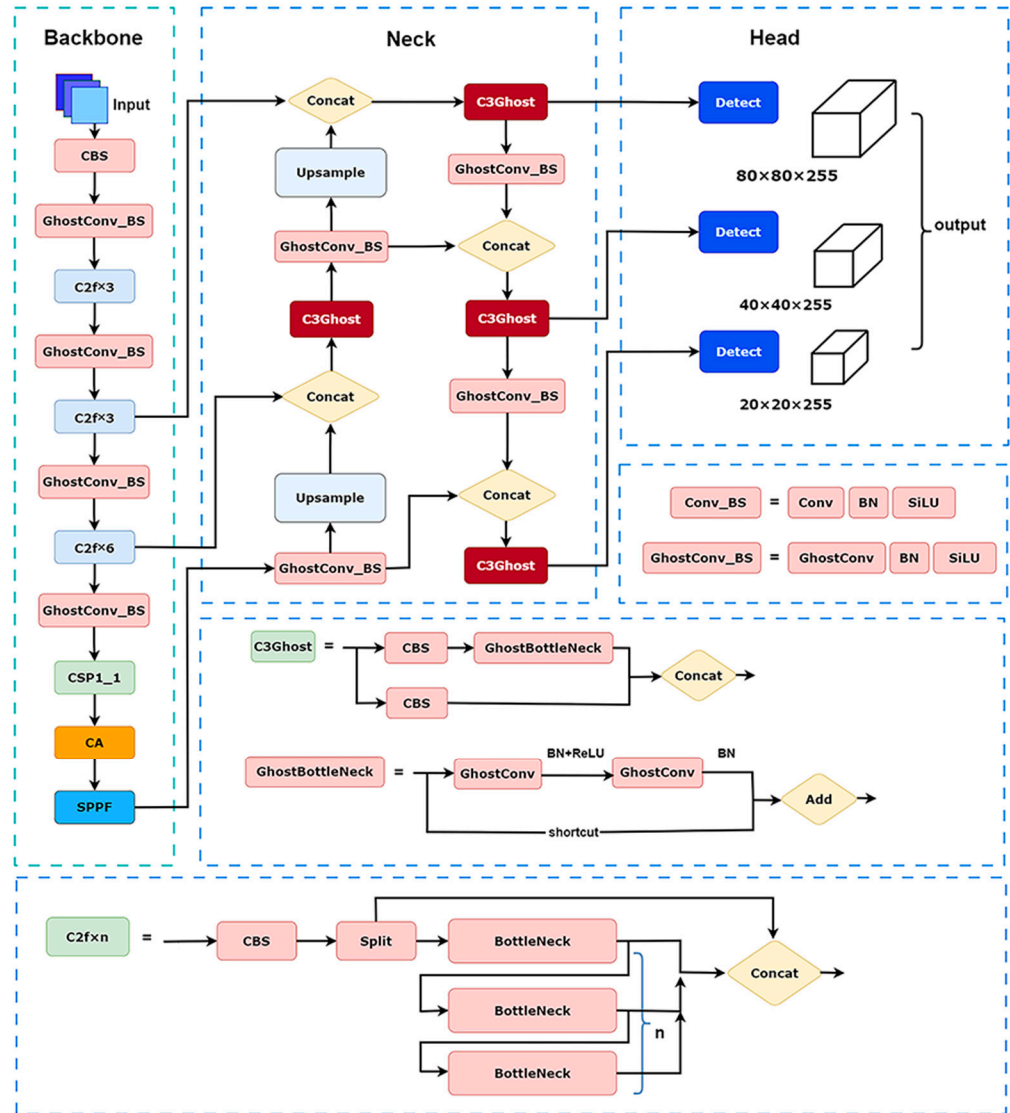 Backbone
Input
CBS
GhostConv_BS
C2f×3
GhostConv_BS
C2f×3
GhostConv_BS
C2f×6
GhostConv_BS
CSP1_1
CA
SPPF
Neck
Concat
C3Ghost
Upsample
GhostConv_BS
GhostConv_BS
Concat
C3Ghost
C3Ghost
Concat
GhostConv_BS
Upsample
Concat
GhostConv_BS
C3Ghost
Head
Detect
80×80×255
Detect
output
40×40×255
Detect
20×20×255
Conv_BS = Conv BN SiLU
GhostConv_BS = GhostConv BN SiLU
C3Ghost = CBS GhostBottleNeck
Concat
CBS
BN+ReLU BN
GhostBottleNeck = GhostConv GhostConv
Add
shortcut
C2f×n = CBS Split BottleNeck
Concat
BottleNeck
n
BottleNeck